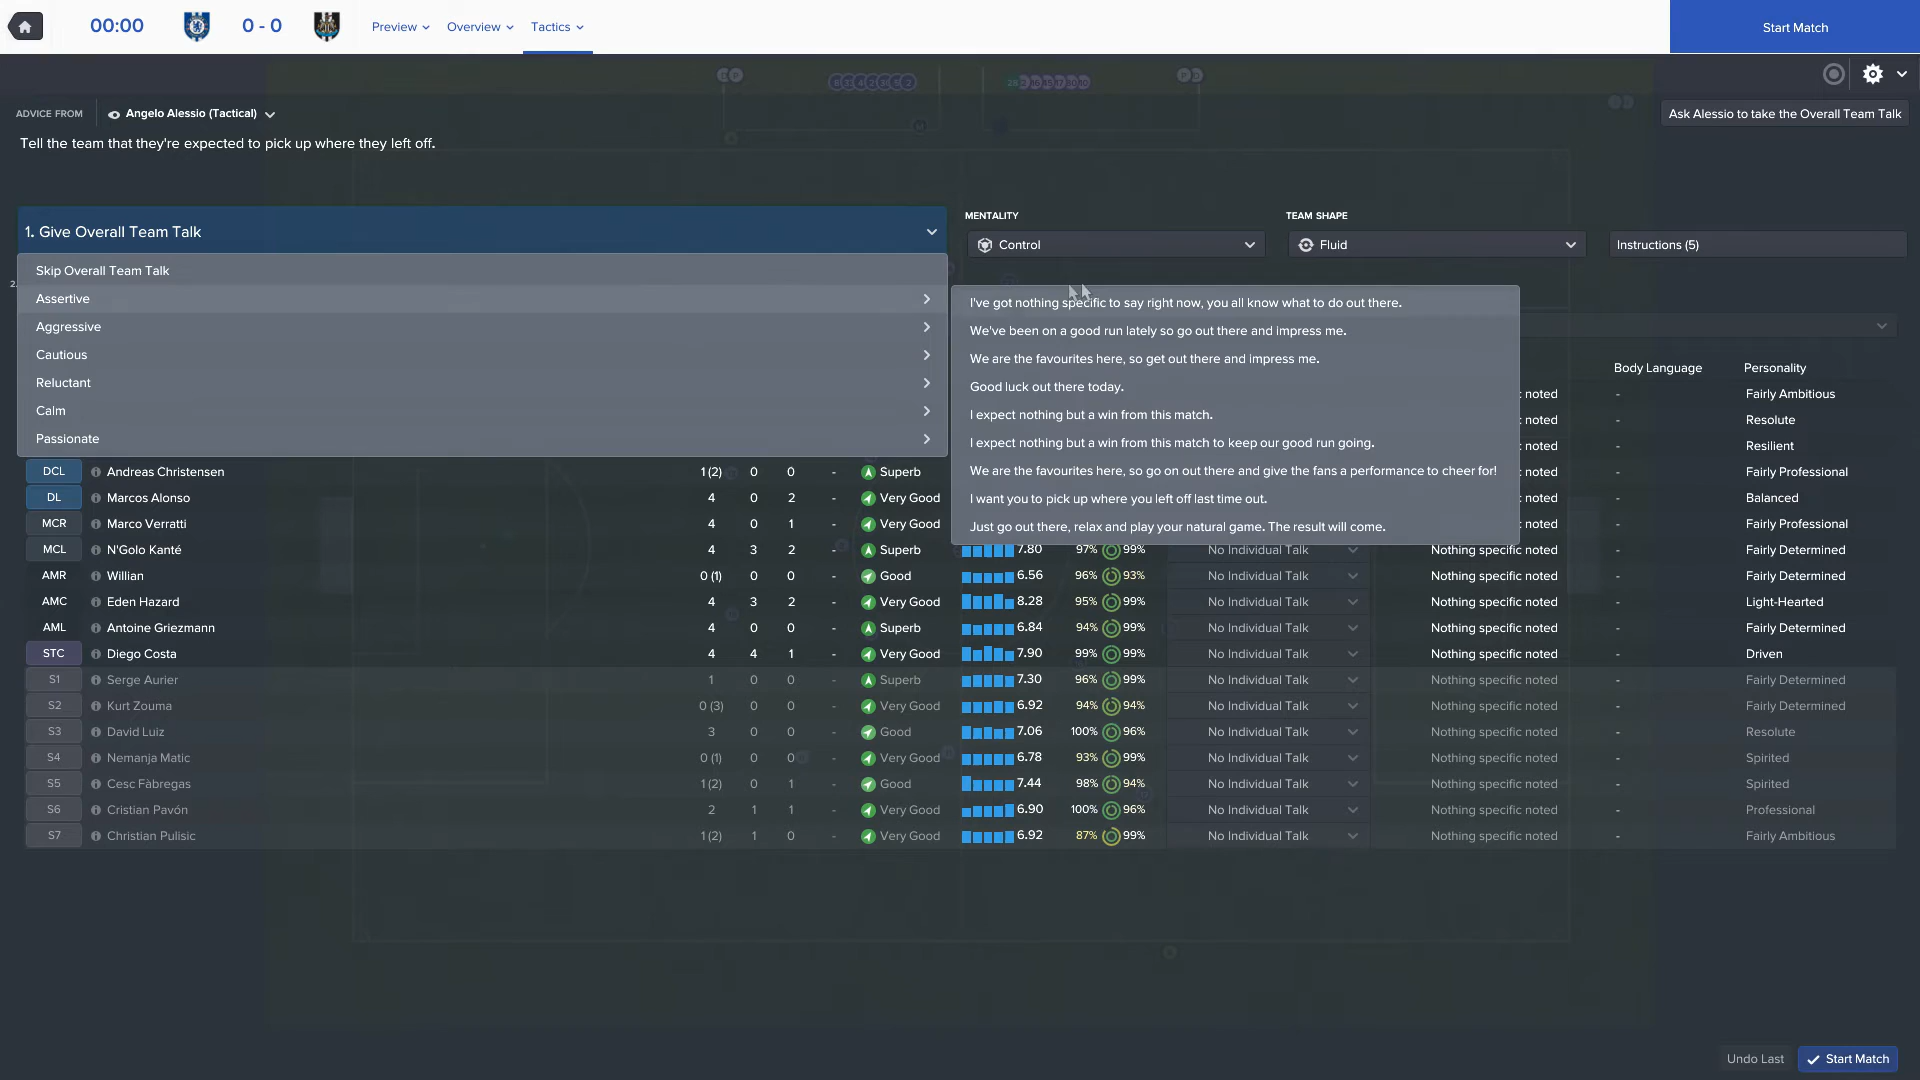 00:00
0 - 0
Preview
Overview
Tactics
Start Match
ADVICE FROM
Angelo Alessio (Tactical)
Ask Alessio to take the Overall Team Talk
Tell the team that they're expected to pick up where they left off.
1. Give Overall Team Talk
MENTALITY
TEAM SHAPE
Control
Fluid
Instructions (5)
Skip Overall Team Talk
2.
Assertive
Aggressive
Cautious
Reluctant
Calm
Passionate
I've got nothing specific to say right now, you all know what to do out there.
We've been on a good run lately so go out there and impress me.
We are the favourites here, so get out there and impress me.
Good luck out there today.
I expect nothing but a win from this match.
I expect nothing but a win from this match to keep our good run going.
We are the favourites here, so go on out there and give the fans a performance to cheer for!
I want you to pick up where you left off last time out.
Just go out there, relax and play your natural game. The result will come.
Body Language Personality
noted - Fairly Ambitious
noted - Resolute
noted - Resilient
DCL Andreas Christensen 1 (2) 0 0 - Superb - Fairly Professional
DL Marcos Alonso 4 0 2 - Very Good - Balanced
MCR Marco Verratti 4 0 1 - Very Good - Fairly Professional
MCL N'Golo Kanté 4 3 2 - Superb 7.80 97% 99% No Individual Talk Nothing specific noted - Fairly Determined
AMR Willian 0 (1) 0 0 - Good 6.56 96% 93% No Individual Talk Nothing specific noted - Fairly Determined
AMC Eden Hazard 4 3 2 - Very Good 8.28 95% 99% No Individual Talk Nothing specific noted - Light-Hearted
AML Antoine Griezmann 4 0 0 - Superb 6.84 94% 99% No Individual Talk Nothing specific noted - Fairly Determined
STC Diego Costa 4 4 1 - Very Good 7.90 99% 99% No Individual Talk Nothing specific noted - Driven
S1 Serge Aurier 1 0 0 - Superb 7.30 96% 99% No Individual Talk Nothing specific noted - Fairly Determined
S2 Kurt Zouma 0 (3) 0 0 - Very Good 6.92 94% 94% No Individual Talk Nothing specific noted - Fairly Determined
S3 David Luiz 3 0 0 - Good 7.06 100% 96% No Individual Talk Nothing specific noted - Resolute
S4 Nemanja Matic 0 (1) 0 0 - Very Good 6.78 93% 99% No Individual Talk Nothing specific noted - Spirited
S5 Cesc Fàbregas 1 (2) 0 1 - Good 7.44 98% 94% No Individual Talk Nothing specific noted - Spirited
S6 Cristian Pavón 2 1 1 - Very Good 6.90 100% 96% No Individual Talk Nothing specific noted - Professional
S7 Christian Pulisic 1 (2) 1 0 - Very Good 6.92 87% 99% No Individual Talk Nothing specific noted - Fairly Ambitious
Undo Last
Start Match